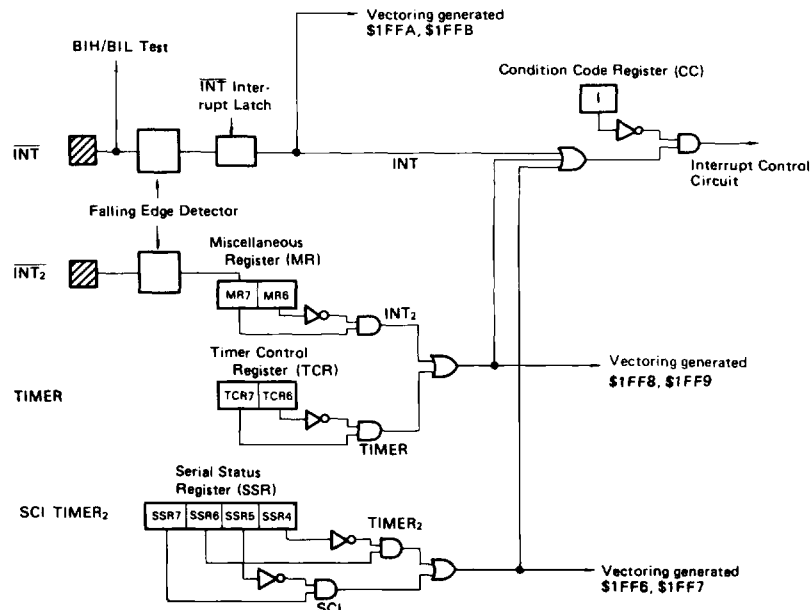 Vectoring generated
$1FFA, $1FFB
BIH/BIL Test
Condition Code Register (CC)
INT Inter-
rupt Latch
I
INT
INT
Interrupt Control
Circuit
Falling Edge Detector
Miscellaneous
Register (MR)
INT2
MR7 MR6
INT2
Timer Control
Register (TCR)
Vectoring generated
$1FF8, $1FF9
TIMER
TCR7 TCR6
TIMER
Serial Status
Register (SSR)
SCI TIMER2
SSR7 SSR6 SSR5 SSR4
TIMER2
Vectoring generated
$1FF6, $1FF7
SCI